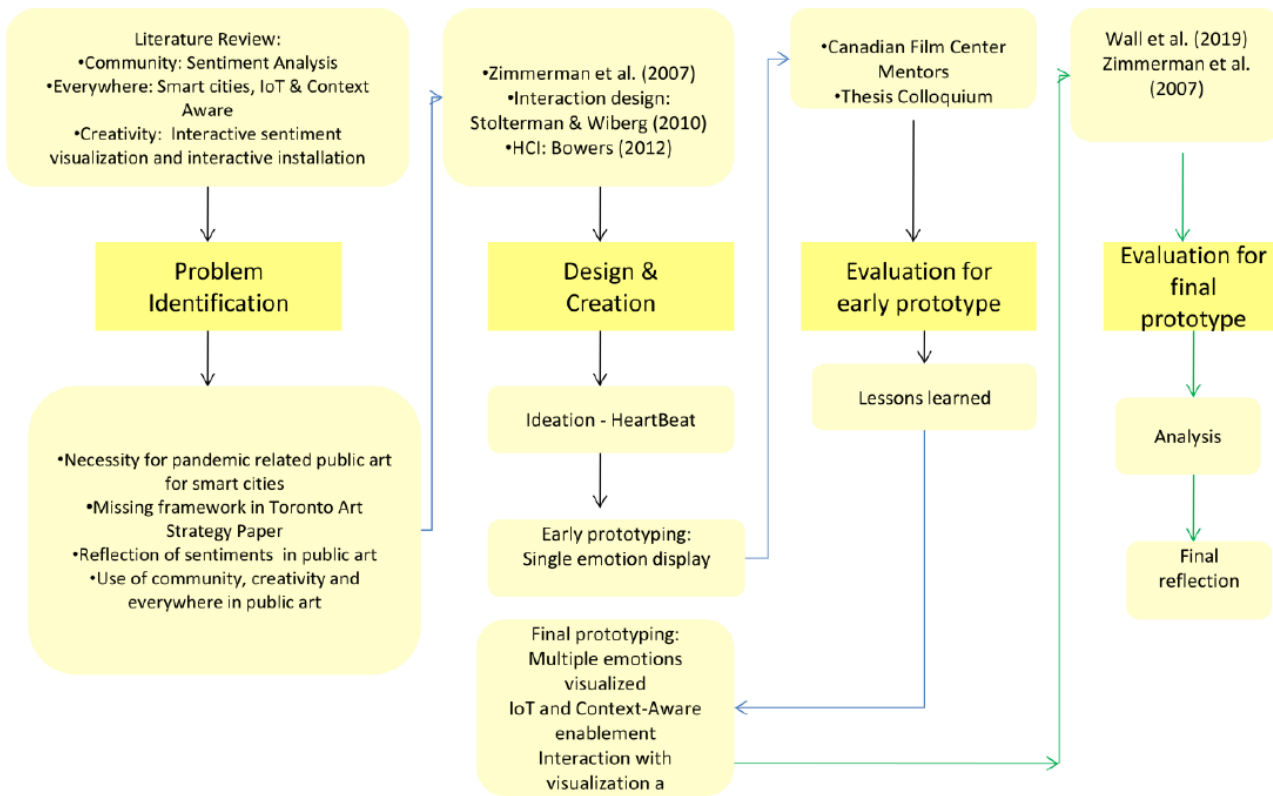 Literature Review:
•Community: Sentiment Analysis
•Everywhere: Smart cities, IoT & Context
Aware
•Creativity: Interactive sentiment
visualization and interactive installation
Problem
Identification
•Necessity for pandemic related public art
for smart cities
•Missing framework in Toronto Art
Strategy Paper
•Reflection of sentiments in public art
•Use of community, creativity and
everywhere in public art
•Zimmerman et al. (2007)
•Interaction design:
Stolterman & Wiberg (2010)
•HCI: Bowers (2012)
Design &
Creation
Ideation - HeartBeat
Early prototyping:
Single emotion display
Final prototyping:
Multiple emotions
visualized
IoT and Context-Aware
enablement
Interaction with
visualization a
•Canadian Film Center
Mentors
•Thesis Colloquium
Evaluation for
early prototype
Lessons learned
Wall et al. (2019)
Zimmerman et al.
(2007)
Evaluation for
final
prototype
Analysis
Final
reflection